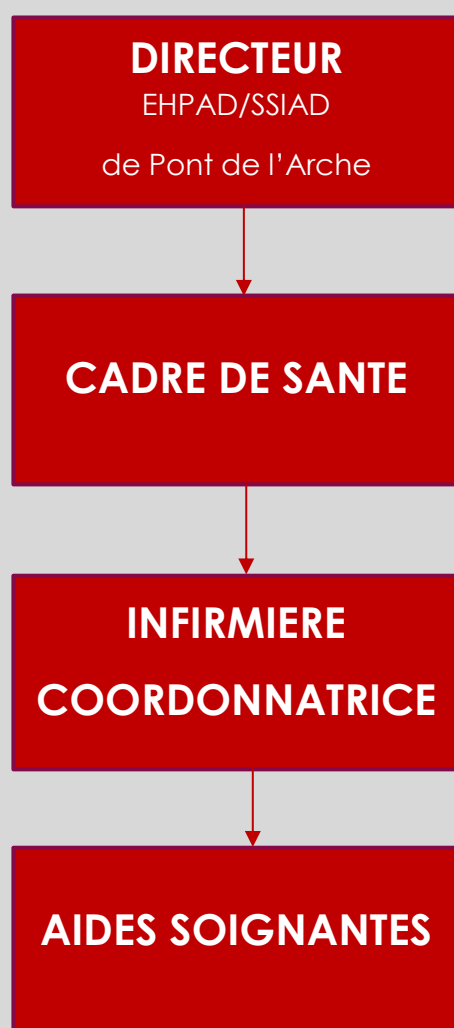 DIRECTEUR
EHPAD/SSIAD
de Pont de l’Arche
CADRE DE SANTE
INFIRMIERE
COORDONNATRICE
AIDES SOIGNANTES